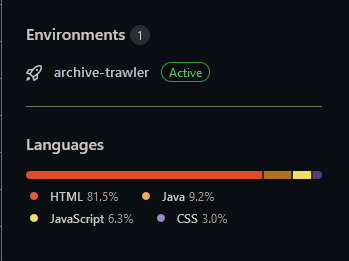 Environments 1
archive-trawler Active
Languages
HTML 81.5% Java 9.2%
JavaScript 6.3% CSS 3.0%